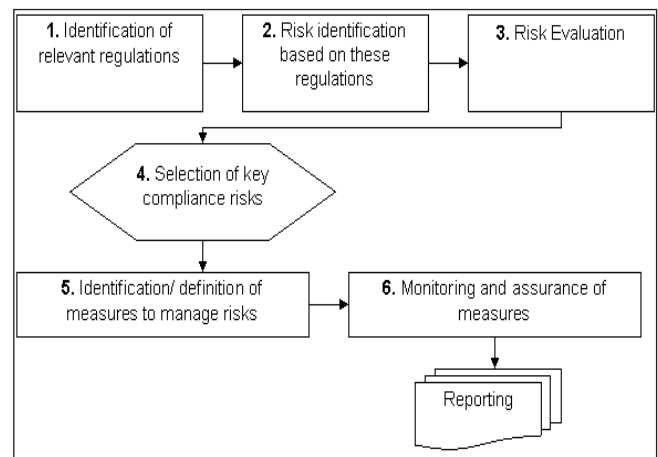 1. Identification of
relevant regulations
2. Risk identification
based on these
regulations
3. Risk Evaluation
4. Selection of key
compliance risks
5. Identification/ definition of
measures to manage risks
6. Monitoring and assurance of
measures
Reporting